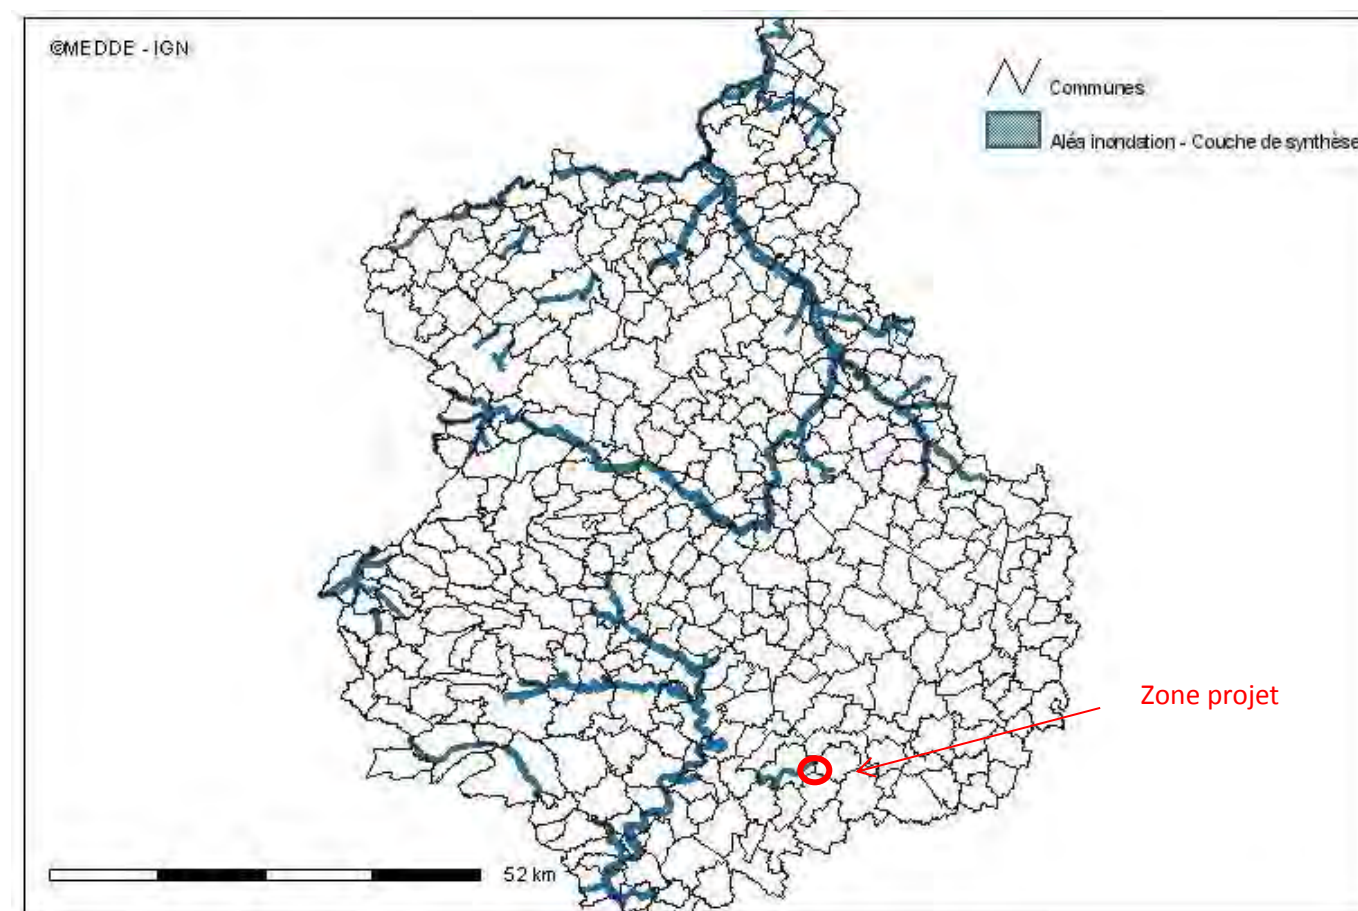 ©MEDDE - IGN
Communes
Aléa inondation - Couche de synthèse
Zone projet
52 km